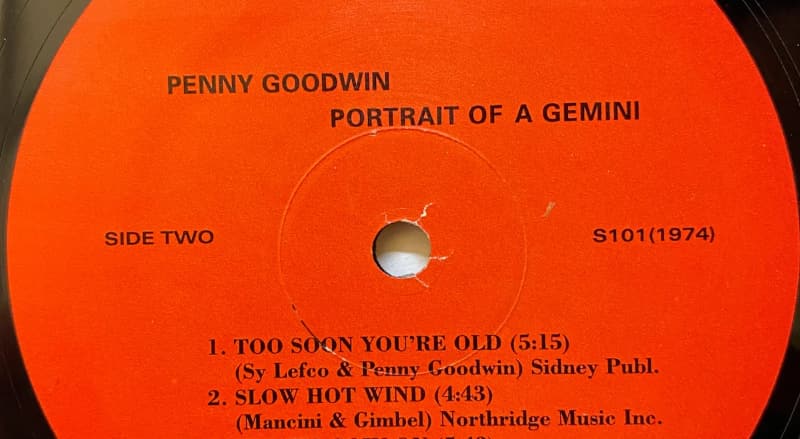 PENNY GOODWIN
PORTRAIT OF A GEMINI
SIDE TWO
S101(1974)
1. TOO SOON YOU'RE OLD (5:15)
(Sy Lefco & Penny Goodwin) Sidney Publ.
2. SLOW HOT WIND (4:43)
(Mancini & Gimbel) Northridge Music Inc.